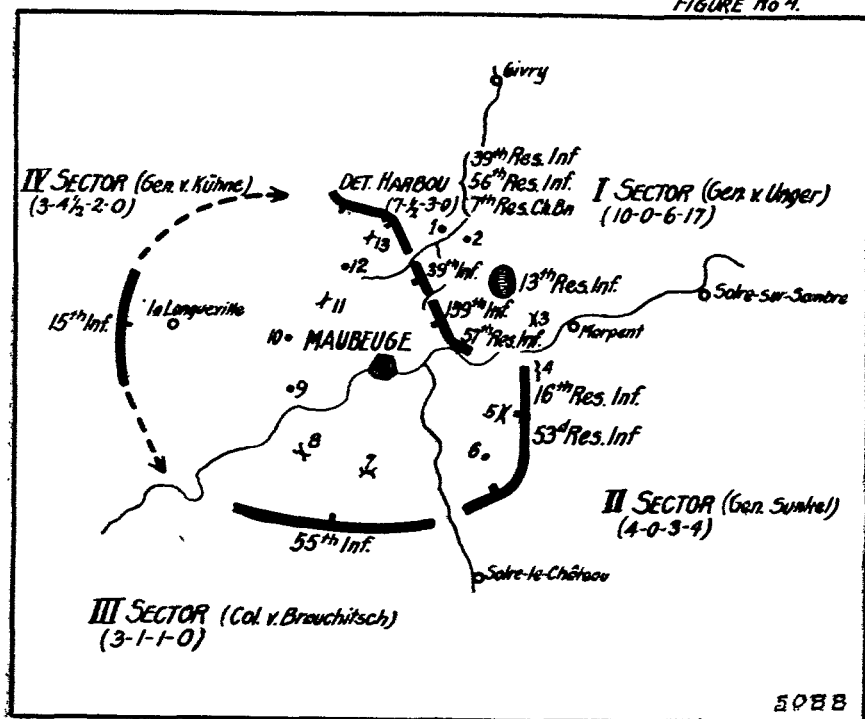 FIGURE No 4.
Givry
39th Res. Inf
56th Res. Inf.
7th Res. Ch. Bn
IV SECTOR (Gen. v. Kühne)
(3-4½-2-0)
DET. HARBOU
(7-½-3-0)
I SECTOR (Gen. v. Unger)
(10-0-6-17)
1
2
13
12
39th Inf.
13th Res. Inf.
Solre-sur-Sambre
15th Inf.
la Longueville
11
159th Inf.
3
Marpent
10
MAUBEUGE
57th Res. Inf.
4
9
16th Res. Inf.
5
53d Res. Inf
8
7
6
II SECTOR (Gen. Sunkel)
(4-0-3-4)
55th Inf.
Solre-le-Château
III SECTOR (Col. v. Brauchitsch)
(3-1-1-0)
5088